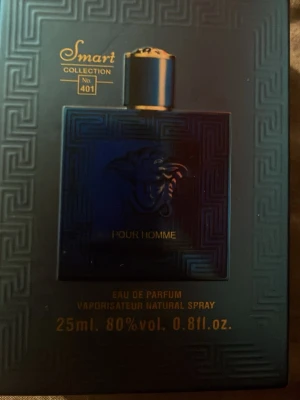 Smart
COLLECTION
No
401
POUR HOMME
EAU DE PARFUM
VAPORISATEUR NATURAL SPRAY
25ml. 80%vol. 0.8fl.oz.